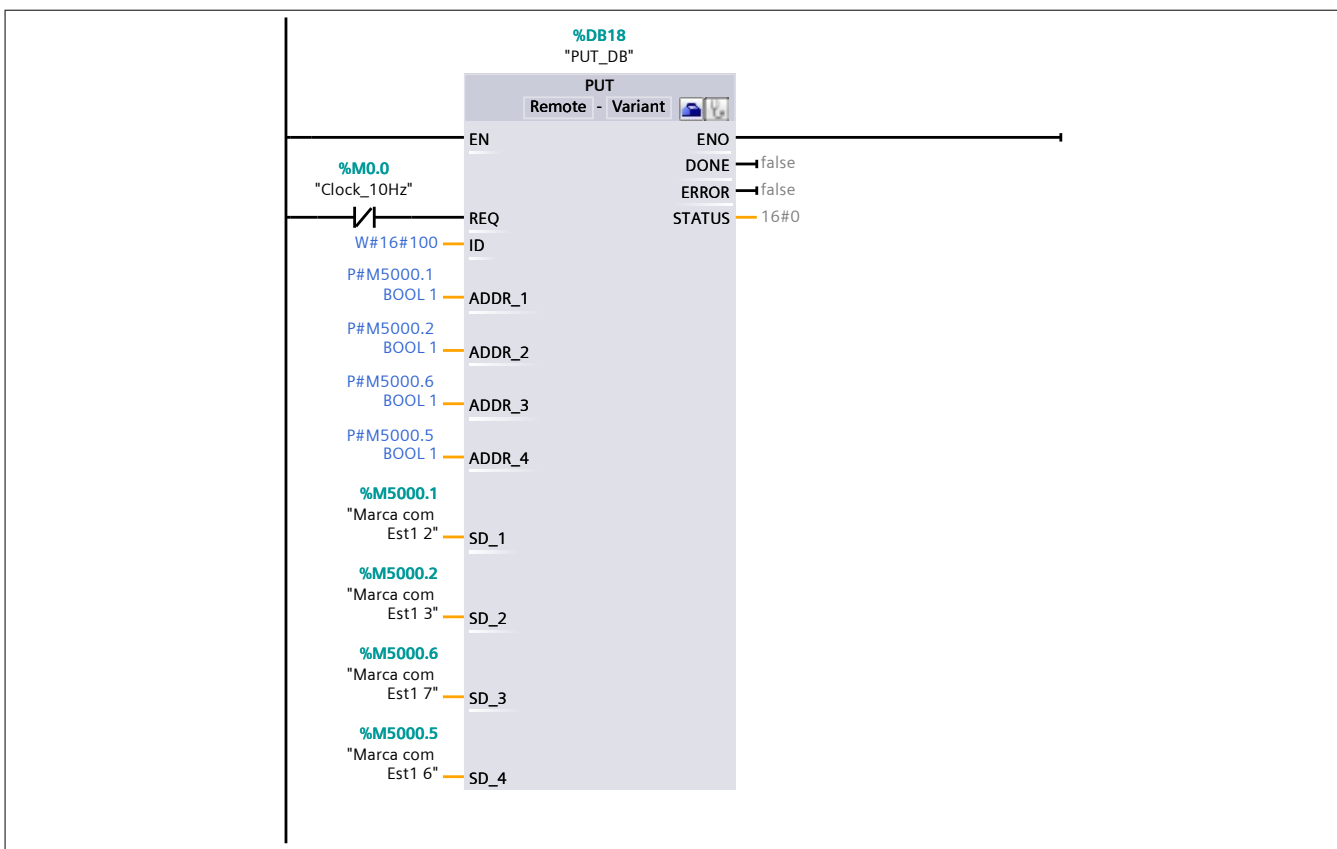 %DB18
"PUT_DB"
PUT
Remote - Variant
EN
ENO
DONE
false
%M0.0
"Clock_10Hz"
ERROR
false
REQ
STATUS
16#0
W#16#100
ID
P#M5000.1
BOOL 1
ADDR_1
P#M5000.2
BOOL 1
ADDR_2
P#M5000.6
BOOL 1
ADDR_3
P#M5000.5
BOOL 1
ADDR_4
%M5000.1
"Marca com
Est1 2"
SD_1
%M5000.2
"Marca com
Est1 3"
SD_2
%M5000.6
"Marca com
Est1 7"
SD_3
%M5000.5
"Marca com
Est1 6"
SD_4